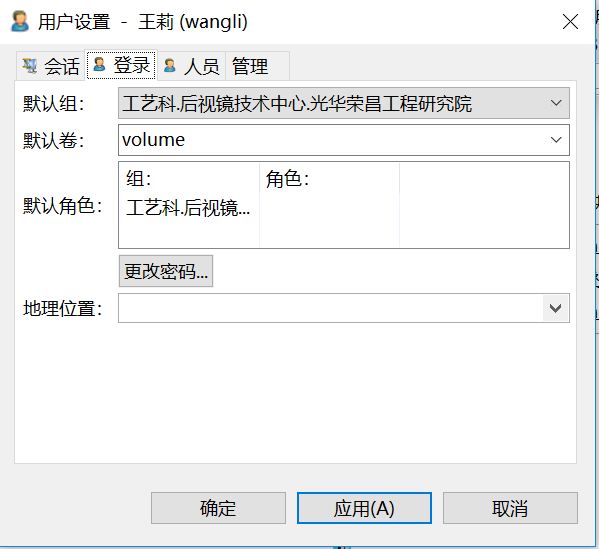 用户设置 - 王莉 (wangli)
会话 登录 人员 管理
默认组： 工艺科.后视镜技术中心.光华荣昌工程研究院
默认卷： volume
组： 角色：
默认角色： 工艺科.后视镜...
更改密码...
地理位置：
确定 应用(A) 取消